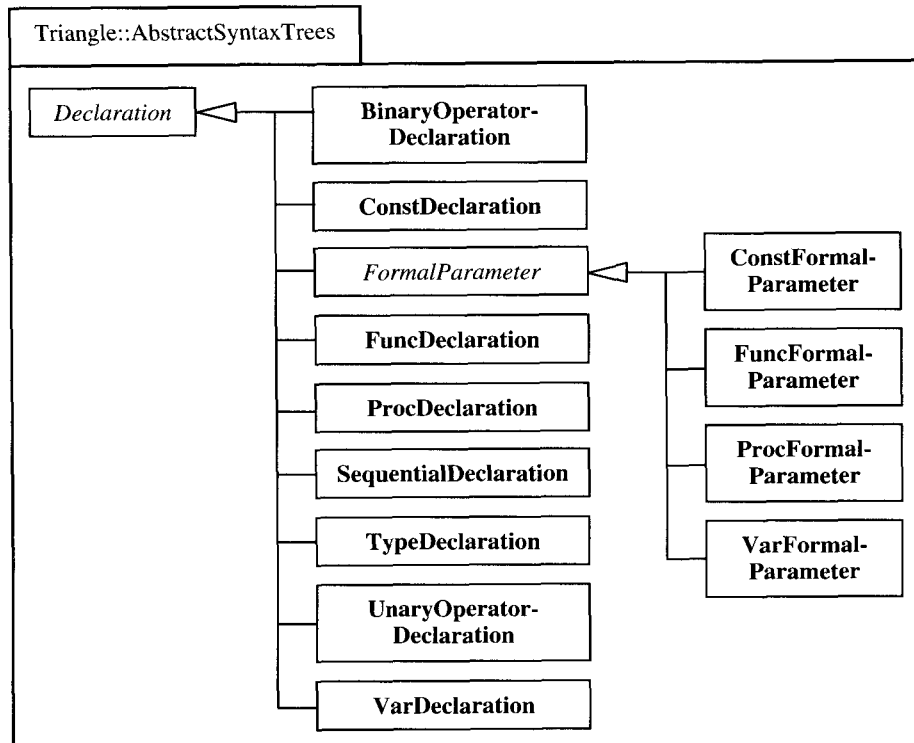 Triangle::AbstractSyntaxTrees
Declaration
BinaryOperator-
Declaration
ConstDeclaration
FormalParameter
FuncDeclaration
ProcDeclaration
SequentialDeclaration
TypeDeclaration
UnaryOperator-
Declaration
VarDeclaration
ConstFormal-
Parameter
FuncFormal-
Parameter
ProcFormal-
Parameter
VarFormal-
Parameter